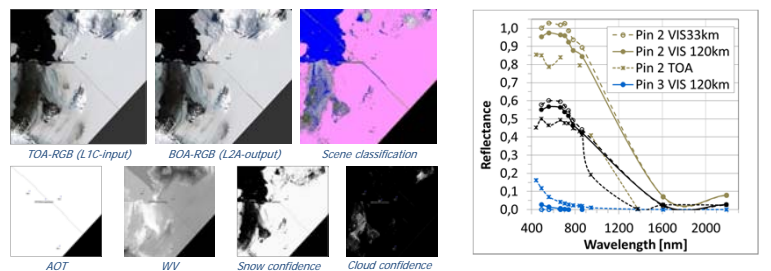 TOA-RGB (L1C-input)
BOA-RGB (L2A-output)
Scene classification
AOT
WV
Snow confidence
Cloud confidence
Reflectance
1,0
0,9
0,8
0,7
0,6
0,5
0,4
0,3
0,2
0,1
0,0
Pin 2 VIS33km
Pin 2 VIS 120km
Pin 2 TOA
Pin 3 VIS 120km
400
800
1200
1600
2000
Wavelength [nm]